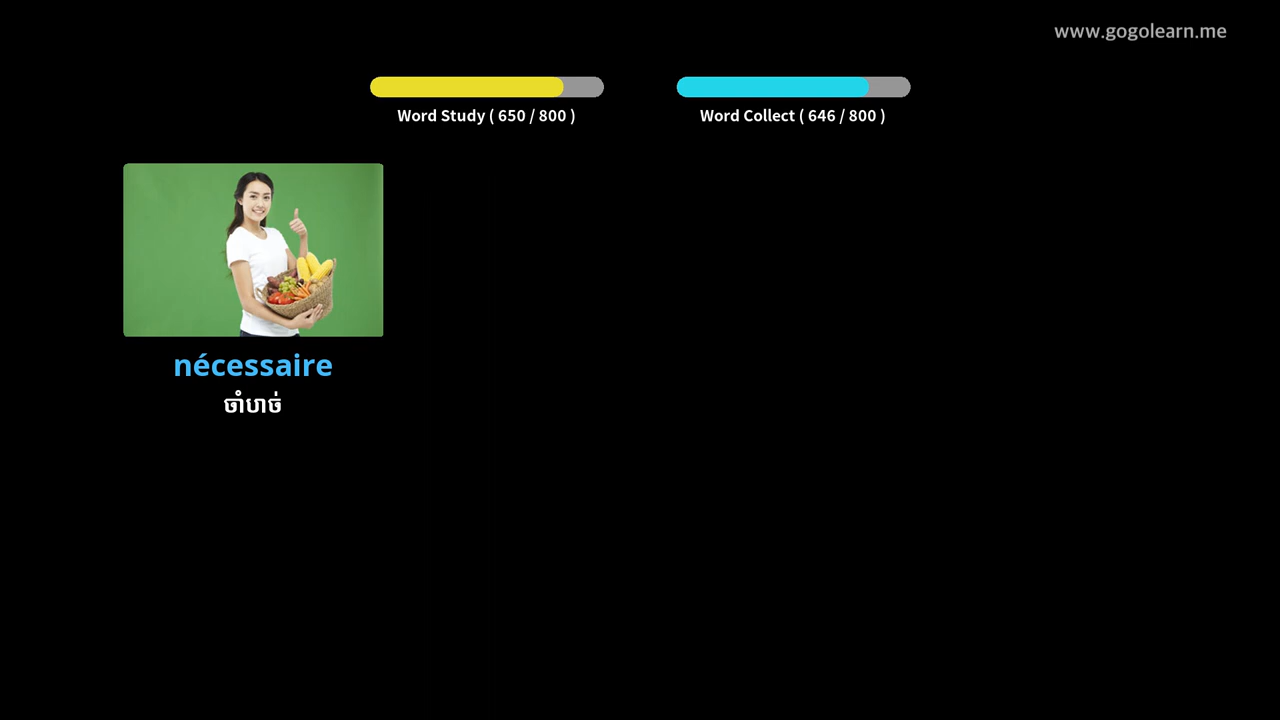 www.gogolearn.me
Word Study ( 650 / 800 )
Word Collect ( 646 / 800 )
nécessaire
ចាំបាច់